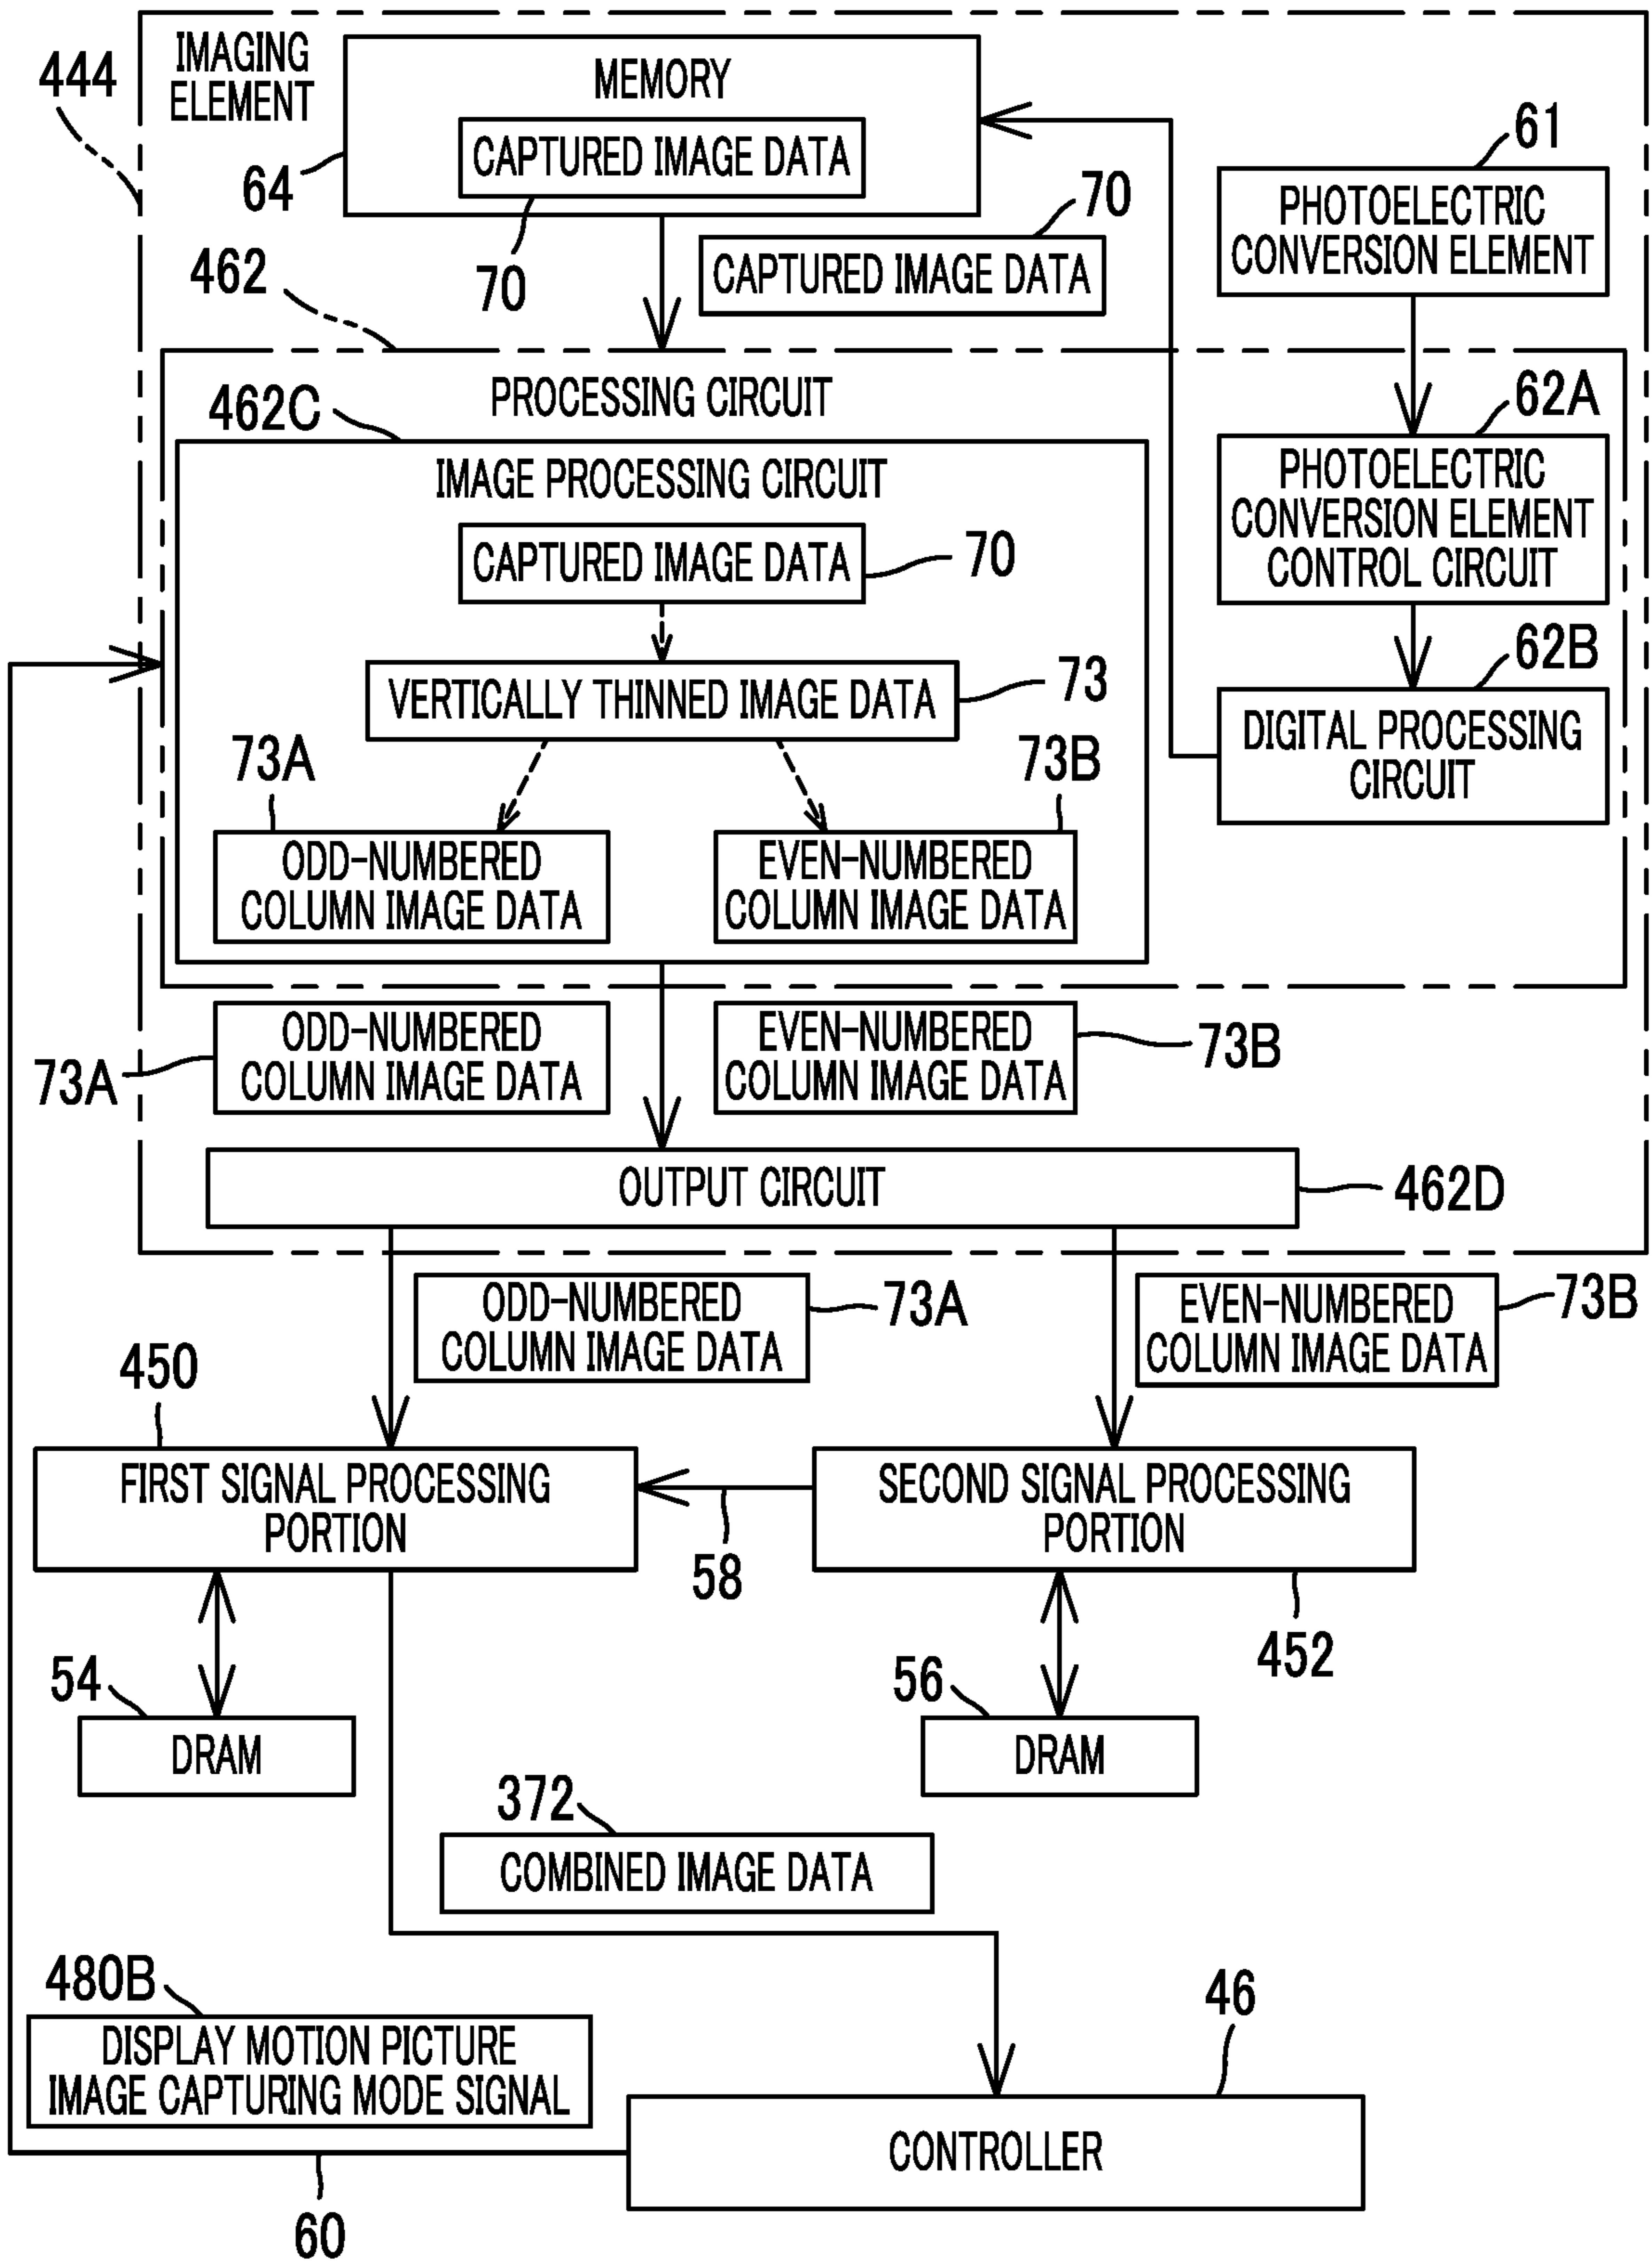 IMAGING
ELEMENT
444
MEMORY
CAPTURED IMAGE DATA
64
70
70
CAPTURED IMAGE DATA
61
PHOTOELECTRIC
CONVERSION ELEMENT
462
PROCESSING CIRCUIT
462C
IMAGE PROCESSING CIRCUIT
CAPTURED IMAGE DATA
70
62A
PHOTOELECTRIC
CONVERSION ELEMENT
CONTROL CIRCUIT
VERTICALLY THINNED IMAGE DATA
73
62B
DIGITAL PROCESSING
CIRCUIT
73A
73B
ODD-NUMBERED
COLUMN IMAGE DATA
EVEN-NUMBERED
COLUMN IMAGE DATA
73A
ODD-NUMBERED
COLUMN IMAGE DATA
EVEN-NUMBERED
COLUMN IMAGE DATA
73B
OUTPUT CIRCUIT
462D
ODD-NUMBERED
COLUMN IMAGE DATA
73A
EVEN-NUMBERED
COLUMN IMAGE DATA
73B
450
FIRST SIGNAL PROCESSING
PORTION
58
SECOND SIGNAL PROCESSING
PORTION
452
54
DRAM
56
DRAM
372
COMBINED IMAGE DATA
480B
DISPLAY MOTION PICTURE
IMAGE CAPTURING MODE SIGNAL
46
CONTROLLER
60